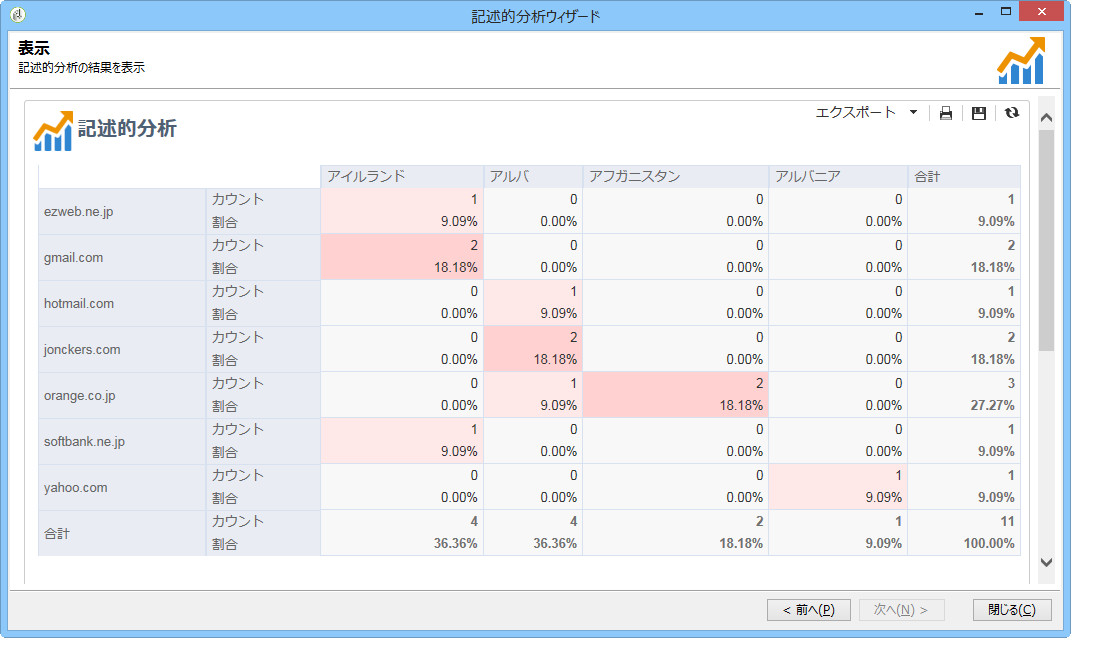 記述的分析ウィザード
表示
記述的分析の結果を表示
エクスポート
記述的分析
アイルランド アルバ アフガニスタン アルバニア 合計
ezweb.ne.jp カウント 1 0 0 0 1
割合 9.09% 0.00% 0.00% 0.00% 9.09%
gmail.com カウント 2 0 0 0 2
割合 18.18% 0.00% 0.00% 0.00% 18.18%
hotmail.com カウント 0 1 0 0 1
割合 0.00% 9.09% 0.00% 0.00% 9.09%
jonckers.com カウント 0 2 0 0 2
割合 0.00% 18.18% 0.00% 0.00% 18.18%
orange.co.jp カウント 0 1 2 0 3
割合 0.00% 9.09% 18.18% 0.00% 27.27%
softbank.ne.jp カウント 1 0 0 0 1
割合 9.09% 0.00% 0.00% 0.00% 9.09%
yahoo.com カウント 0 0 0 1 1
割合 0.00% 0.00% 0.00% 9.09% 9.09%
合計 カウント 4 4 2 1 11
割合 36.36% 36.36% 18.18% 9.09% 100.00%
< 前へ(P) 次へ(N) > 閉じる(C)